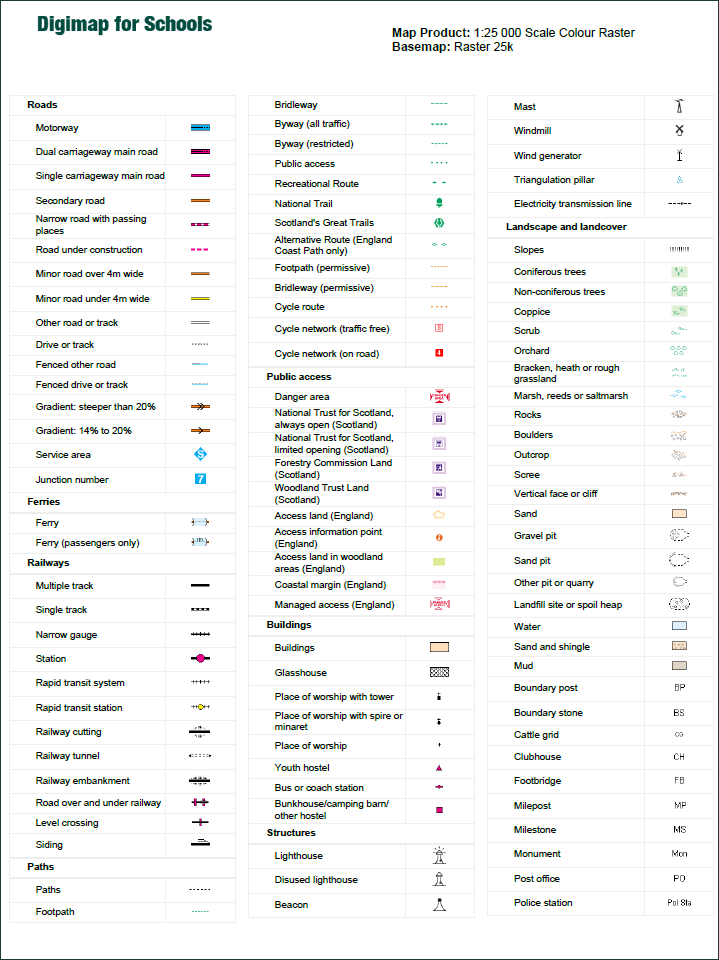 Digimap for Schools
Map Product: 1:25 000 Scale Colour Raster
Basemap: Raster 25k
Roads
Motorway
Dual carriageway main road
Single carriageway main road
Secondary road
Narrow road with passing
places
Road under construction
Minor road over 4m wide
Minor road under 4m wide
Other road or track
Drive or track
Fenced other road
Fenced drive or track
Gradient: steeper than 20%
Gradient: 14% to 20%
Service area S
Junction number 7
Ferries
Ferry
Ferry (passengers only)
Railways
Multiple track
Single track
Narrow gauge
Station
Rapid transit system
Rapid transit station
Railway cutting
Railway tunnel
Railway embankment
Road over and under railway
Level crossing
Siding
Paths
Paths
Footpath
Bridleway
Byway (all traffic)
Byway (restricted)
Public access
Recreational Route
National Trail
Scotland's Great Trails
Alternative Route (England
Coast Path only)
Footpath (permissive)
Bridleway (permissive)
Cycle route
Cycle network (traffic free) 8
Cycle network (on road) 4
Public access
Danger area
National Trust for Scotland,
always open (Scotland)
National Trust for Scotland,
limited opening (Scotland)
Forestry Commission Land
(Scotland)
Woodland Trust Land
(Scotland)
Access land (England)
Access information point
(England) i
Access land in woodland
areas (England)
Coastal margin (England)
Managed access (England)
Buildings
Buildings
Glasshouse
Place of worship with tower
Place of worship with spire or
minaret
Place of worship
Youth hostel
Bus or coach station
Bunkhouse/camping barn/
other hostel
Structures
Lighthouse
Disused lighthouse
Beacon
Mast
Windmill
Wind generator
Triangulation pillar
Electricity transmission line
Landscape and landcover
Slopes
Coniferous trees
Non-coniferous trees
Coppice
Scrub
Orchard
Bracken, heath or rough
grassland
Marsh, reeds or saltmarsh
Rocks
Boulders
Outcrop
Scree
Vertical face or cliff
Sand
Gravel pit
Sand pit
Other pit or quarry
Landfill site or spoil heap
Water
Sand and shingle
Mud
Boundary post BP
Boundary stone BS
Cattle grid CG
Clubhouse CH
Footbridge FB
Milepost MP
Milestone MS
Monument Mon
Post office PO
Police station Pol Sta